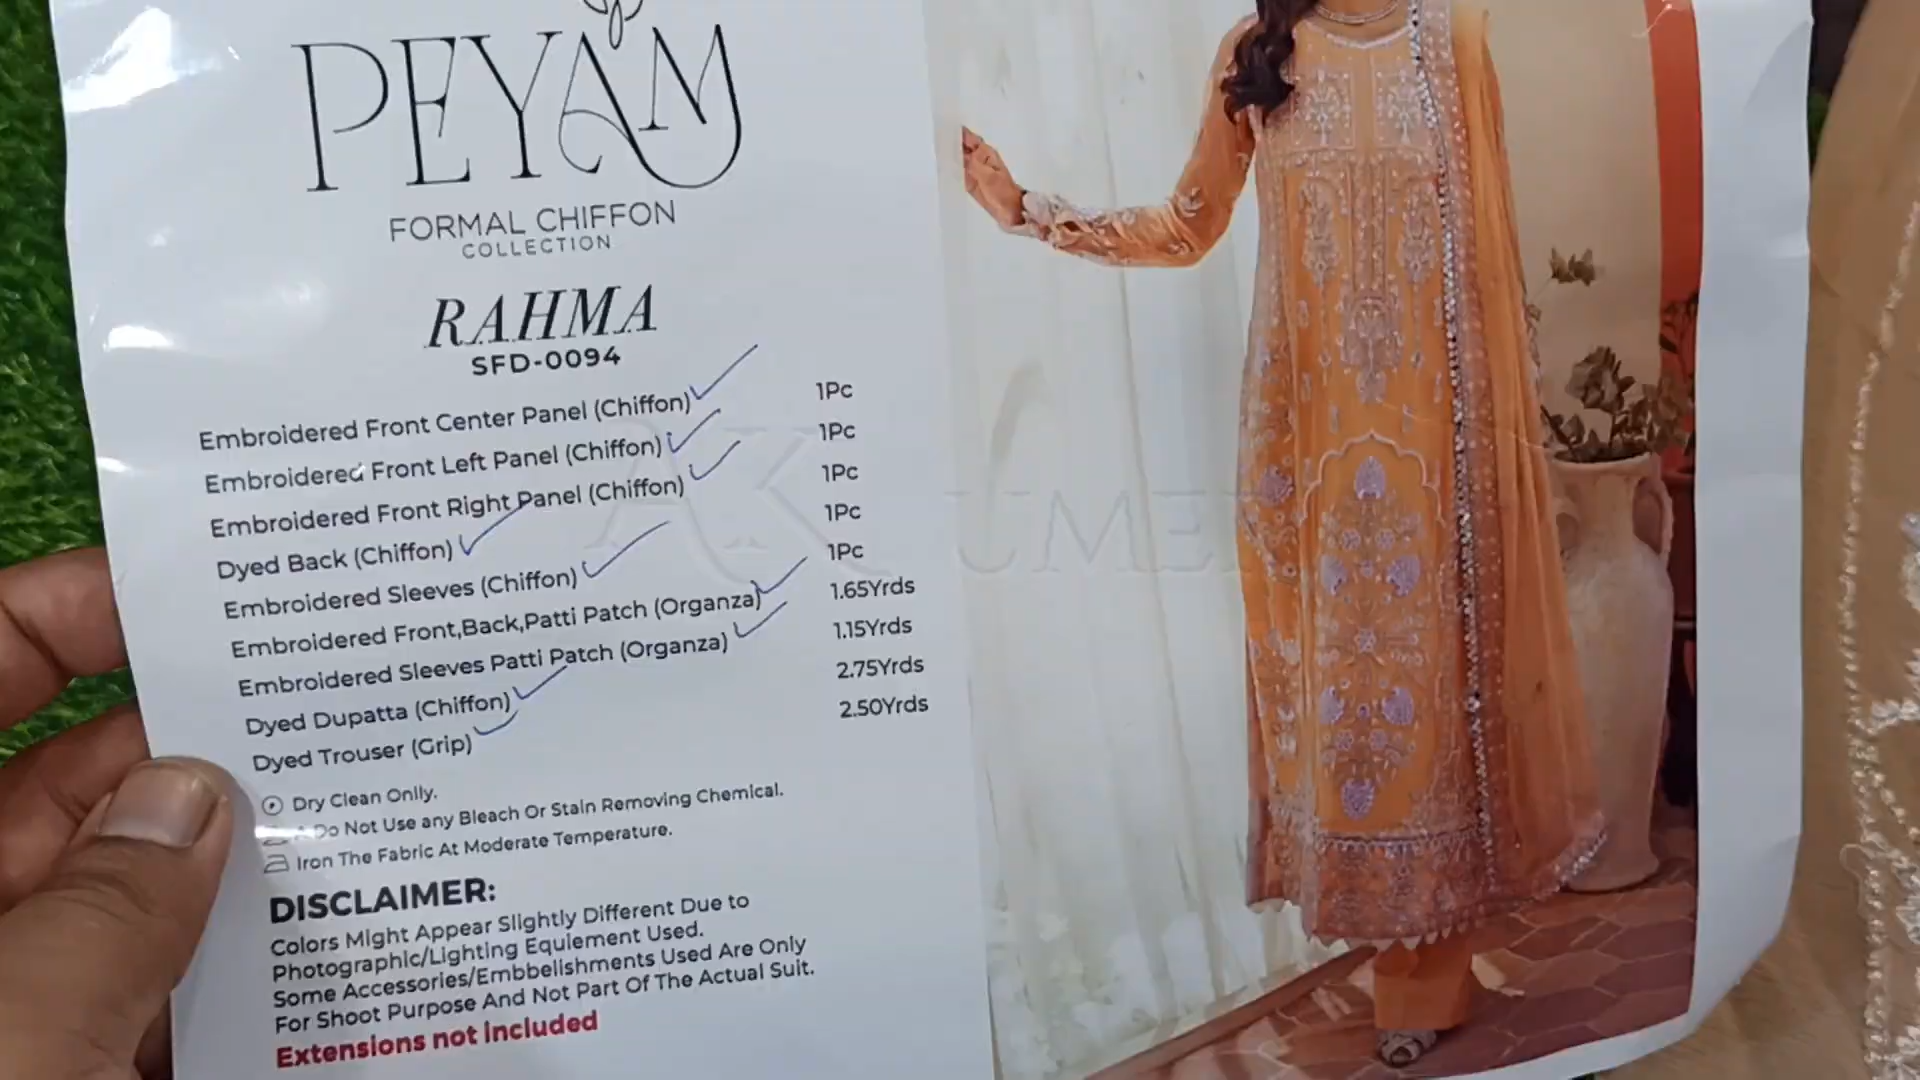 PEYAM
FORMAL CHIFFON
COLLECTION
RAHMA
SFD-0094
Embroidered Front Center Panel (Chiffon) 1Pc
Embroidered Front Left Panel (Chiffon) 1Pc
Embroidered Front Right Panel (Chiffon) 1Pc
Dyed Back (Chiffon) 1Pc
Embroidered Sleeves (Chiffon) 1Pc
Embroidered Front,Back,Patti Patch (Organza) 1.65Yrds
Embroidered Sleeves Patti Patch (Organza) 1.15Yrds
Dyed Dupatta (Chiffon) 2.75Yrds
Dyed Trouser (Grip) 2.50Yrds
Dry Clean Onlly.
Do Not Use any Bleach Or Stain Removing Chemical.
Iron The Fabric At Moderate Temperature.
DISCLAIMER:
Colors Might Appear Slightly Different Due to
Photographic/Lighting Equiement Used.
Some Accessories/Embbelishments Used Are Only
For Shoot Purpose And Not Part Of The Actual Suit.
Extensions not included